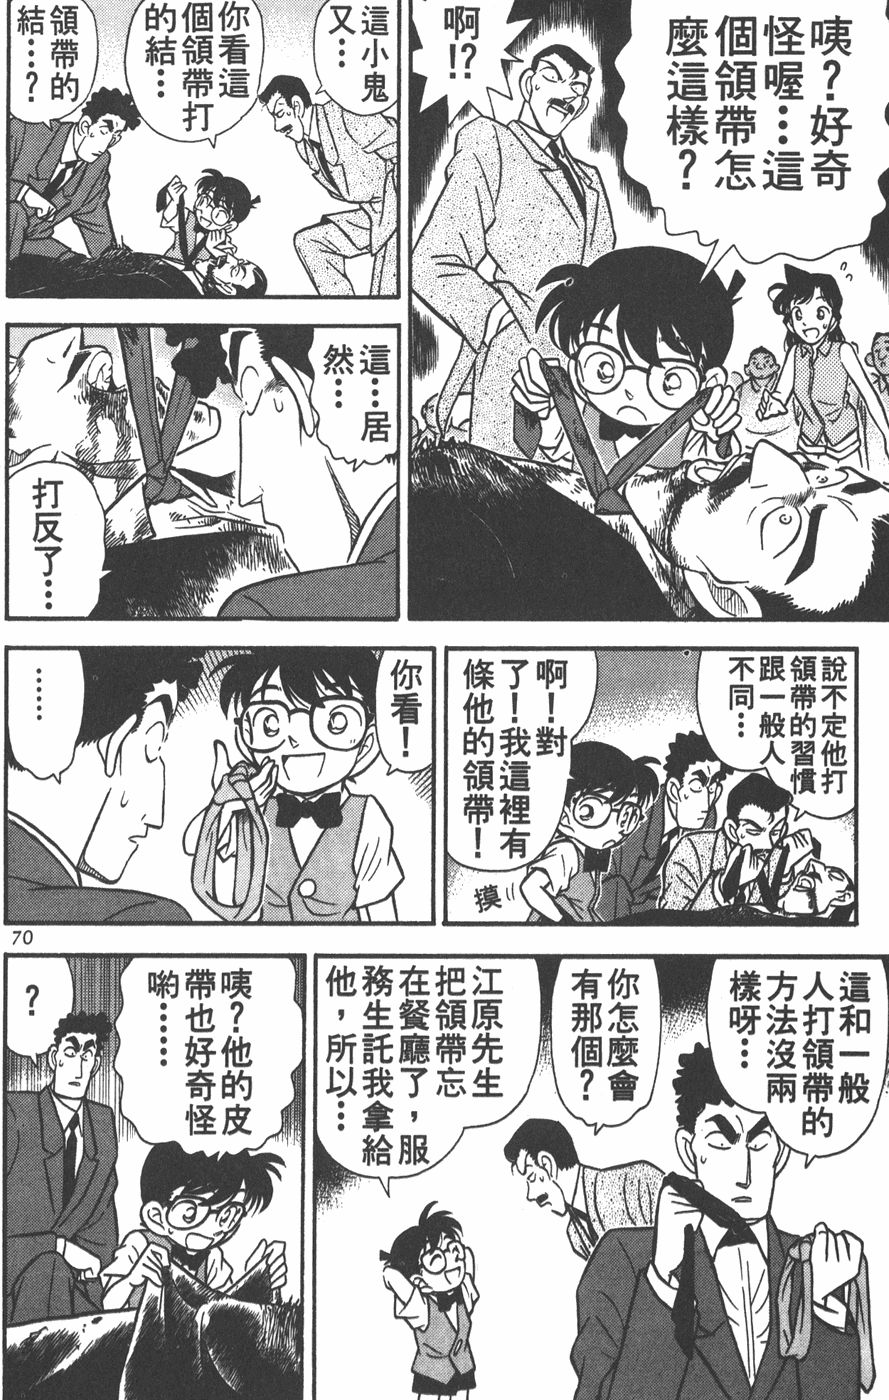 咦？好奇
怪喔…這
個領帶怎
麼這樣？
啊!?
這小鬼
又…
你看這
個領帶打
的結…
領帶的
結…？
這…居
然…
打反了…
說不定他打
領帶的習慣
跟一般人
不同…
啊！對
了！我這裡有
條他的領帶！
摸
你看！
……
70
這和一般
人打領帶的
方法沒兩
樣呀…
你怎麼會
有那個？
江原先生
把領帶忘
在餐廳了，服
務生託我拿給
他，所以…
咦？他的皮
帶也好奇怪
喲……
？